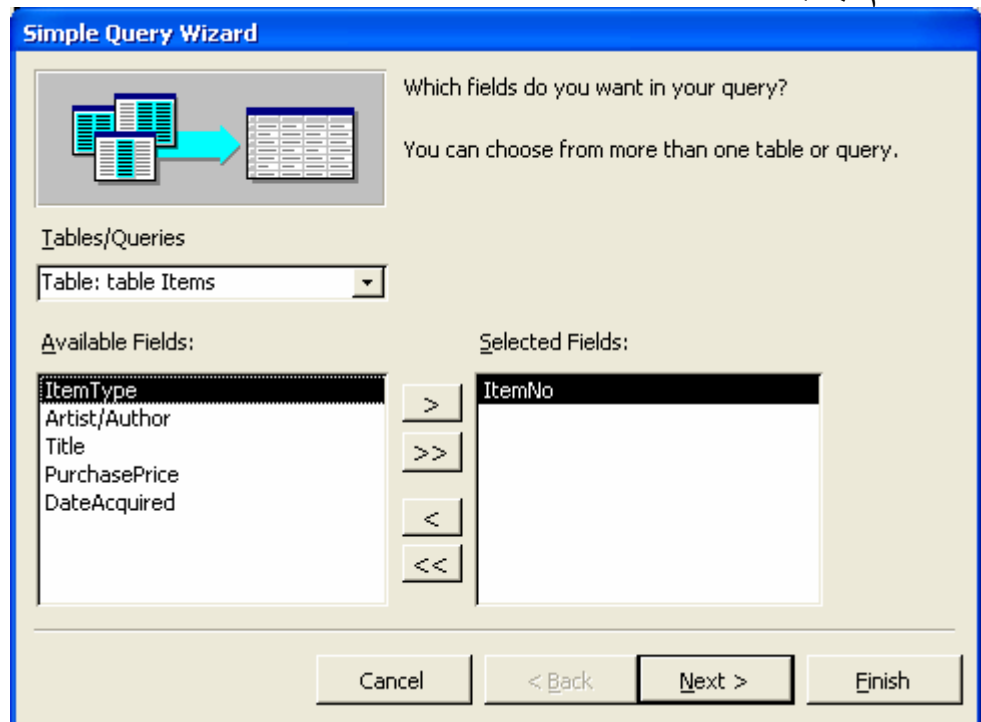 Simple Query Wizard
Which fields do you want in your query?
You can choose from more than one table or query.
Tables/Queries
Table: table Items
Available Fields:
Selected Fields:
ItemType
Artist/Author
Title
PurchasePrice
DateAcquired
>
>>
<
<<
ItemNo
Cancel
< Back
Next >
Finish